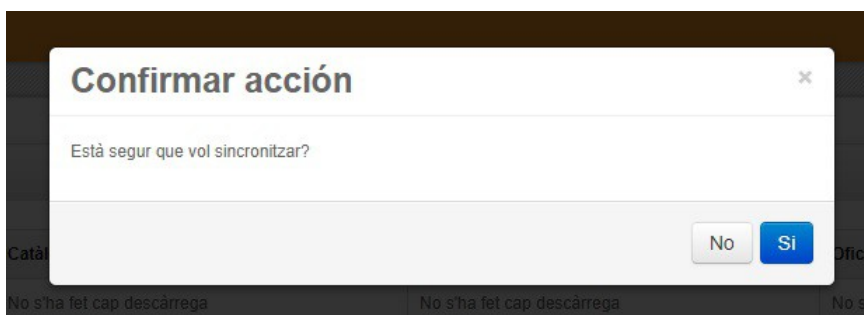 Confirmar acción
×
Està segur que vol sincronitzar?
No Si
No s'ha fet cap descàrrega No s'ha fet cap descàrrega No s